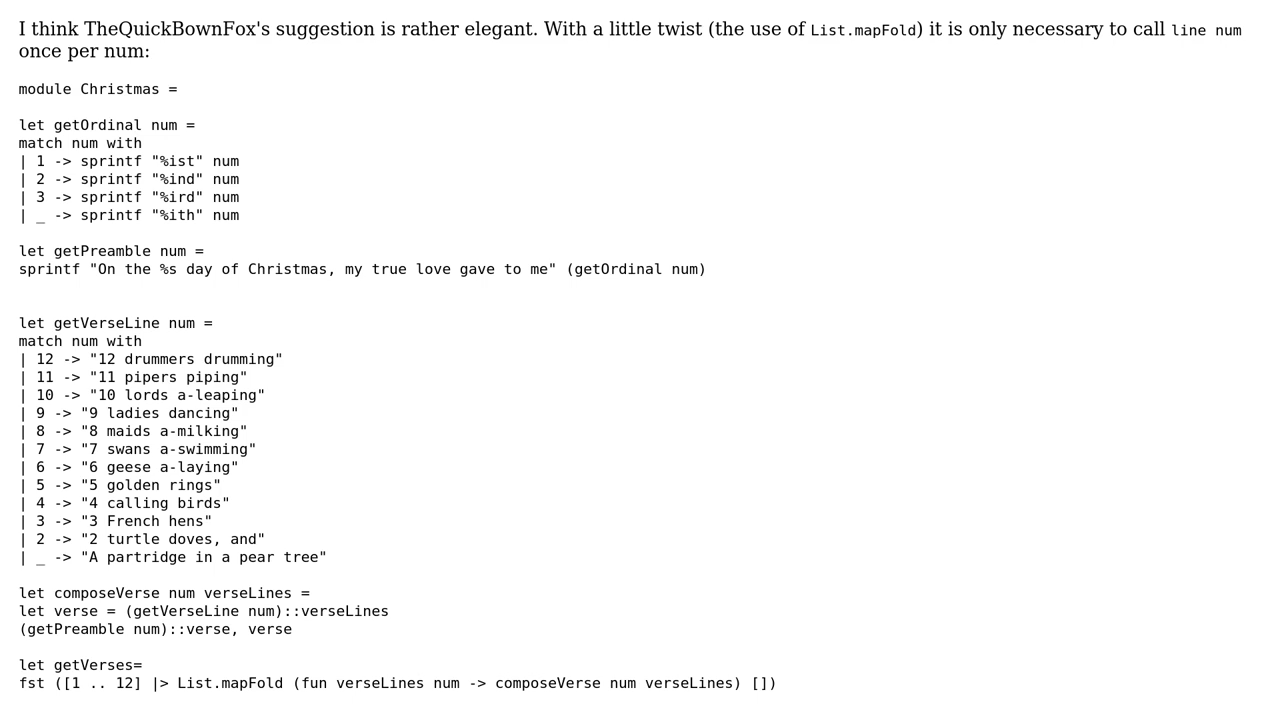 I think TheQuickBownFox's suggestion is rather elegant. With a little twist (the use of List.mapFold) it is only necessary to call line num
once per num:
module Christmas =
let getOrdinal num =
match num with
| 1 -> sprintf "%ist" num
| 2 -> sprintf "%ind" num
| 3 -> sprintf "%ird" num
| _ -> sprintf "%ith" num
let getPreamble num =
sprintf "On the %s day of Christmas, my true love gave to me" (getOrdinal num)
let getVerseLine num =
match num with
| 12 -> "12 drummers drumming"
| 11 -> "11 pipers piping"
| 10 -> "10 lords a-leaping"
| 9 -> "9 ladies dancing"
| 8 -> "8 maids a-milking"
| 7 -> "7 swans a-swimming"
| 6 -> "6 geese a-laying"
| 5 -> "5 golden rings"
| 4 -> "4 calling birds"
| 3 -> "3 French hens"
| 2 -> "2 turtle doves, and"
| _ -> "A partridge in a pear tree"
let composeVerse num verseLines =
let verse = (getVerseLine num)::verseLines
(getPreamble num)::verse, verse
let getVerses=
fst ([1 .. 12] |> List.mapFold (fun verseLines num -> composeVerse num verseLines) [])